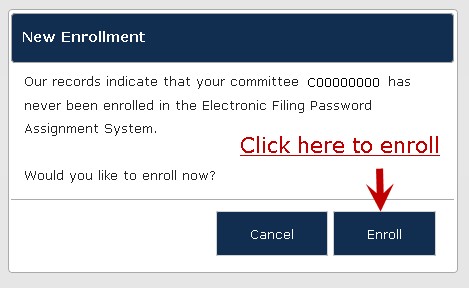 New Enrollment
Our records indicate that your committee C00000000 has
never been enrolled in the Electronic Filing Password
Assignment System.
Click here to enroll
Would you like to enroll now?
Cancel
Enroll